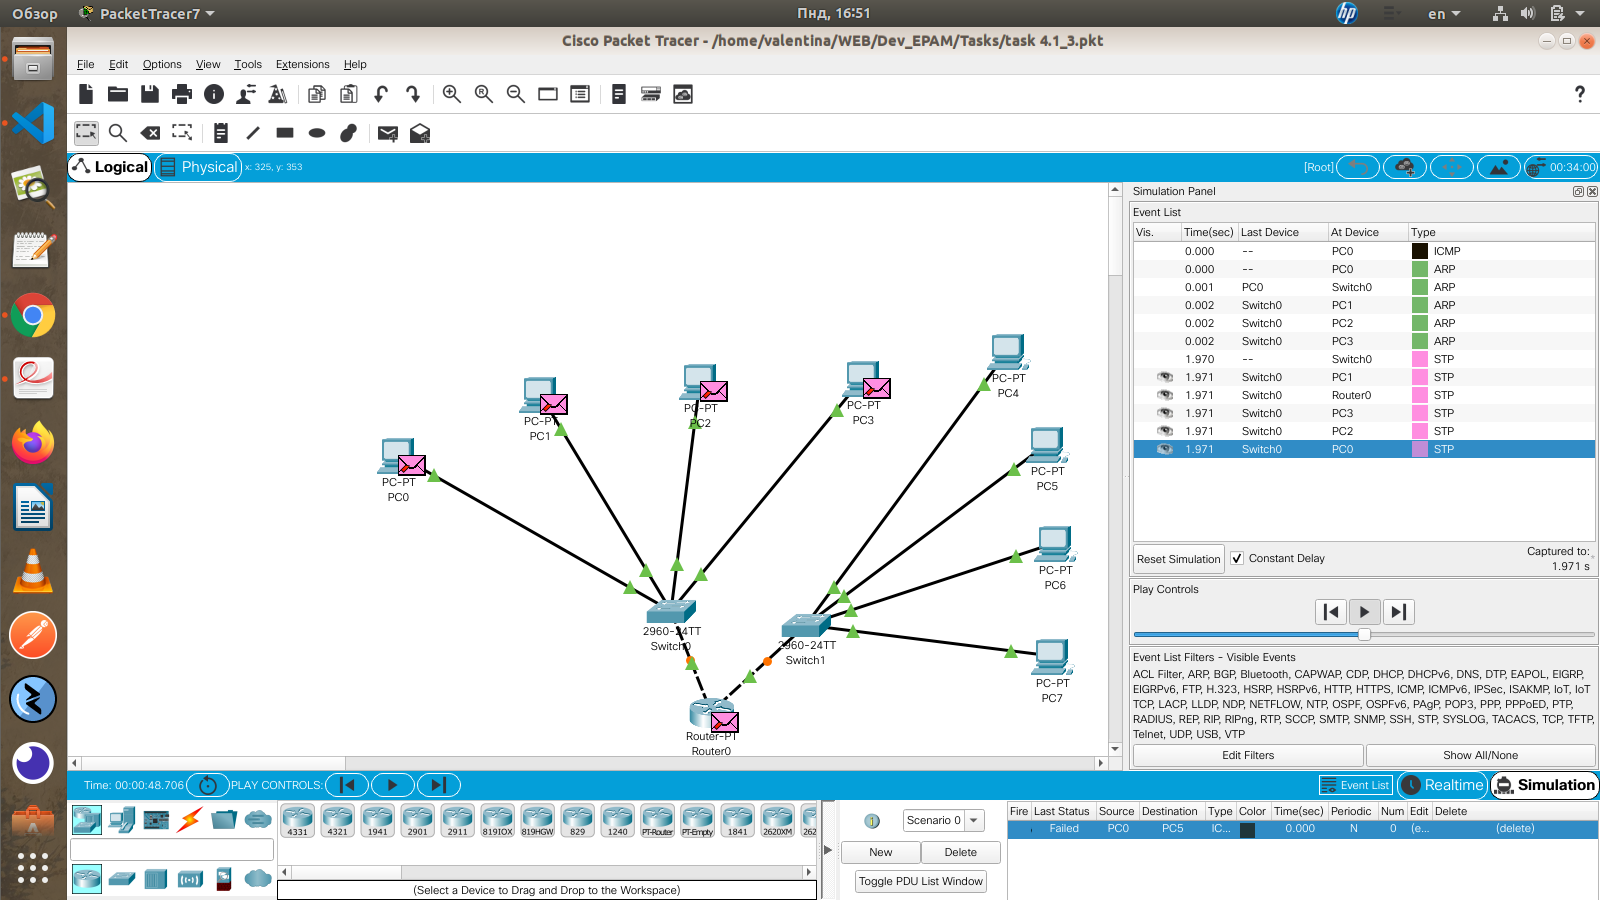 Обзор PacketTracer7 Пнд, 16:51 en
Cisco Packet Tracer - /home/valentina/WEB/Dev_EPAM/Tasks/task 4.1_3.pkt
File Edit Options View Tools Extensions Help
Logical Physical x: 325, y: 353 [Root] 00:34:00
Simulation Panel
Event List
Vis. Time(sec) Last Device At Device Type
0.000 -- PC0 ICMP
0.000 -- PC0 ARP
0.001 PC0 Switch0 ARP
0.002 Switch0 PC1 ARP
0.002 Switch0 PC2 ARP
0.002 Switch0 PC3 ARP
1.970 -- Switch0 STP
1.971 Switch0 PC1 STP
1.971 Switch0 Router0 STP
1.971 Switch0 PC3 STP
1.971 Switch0 PC2 STP
1.971 Switch0 PC0 STP
Reset Simulation Constant Delay Captured to:
1.971 s
Play Controls
Event List Filters - Visible Events
ACL Filter, ARP, BGP, Bluetooth, CAPWAP, CDP, DHCP, DHCPv6, DNS, DTP, EAPOL, EIGRP,
EIGRPv6, FTP, H.323, HSRP, HSRPv6, HTTP, HTTPS, ICMP, ICMPv6, IPSec, ISAKMP, IoT, IoT
TCP, LACP, LLDP, NDP, NETFLOW, NTP, OSPF, OSPFv6, PAgP, POP3, PPP, PPPoED, PTP,
RADIUS, REP, RIP, RIPng, RTP, SCCP, SMTP, SNMP, SSH, STP, SYSLOG, TACACS, TCP, TFTP,
Telnet, UDP, USB, VTP
Edit Filters Show All/None
PC-PT
PC0
PC-PT
PC1
PC-PT
PC2
PC-PT
PC3
PC-PT
PC4
PC-PT
PC5
PC-PT
PC6
PC-PT
PC7
2960-24TT
Switch0
2960-24TT
Switch1
Router-PT
Router0
Time: 00:00:48.706 PLAY CONTROLS: Event List Realtime Simulation
4331 4321 1941 2901 2911 819IOX 819HGW 829 1240 PT-Router PT-Empty 1841 2620XM 262
(Select a Device to Drag and Drop to the Workspace)
Scenario 0
New Delete
Toggle PDU List Window
Fire Last Status Source Destination Type Color Time(sec) Periodic Num Edit Delete
Failed PC0 PC5 IC... 0.000 N 0 (e... (delete)